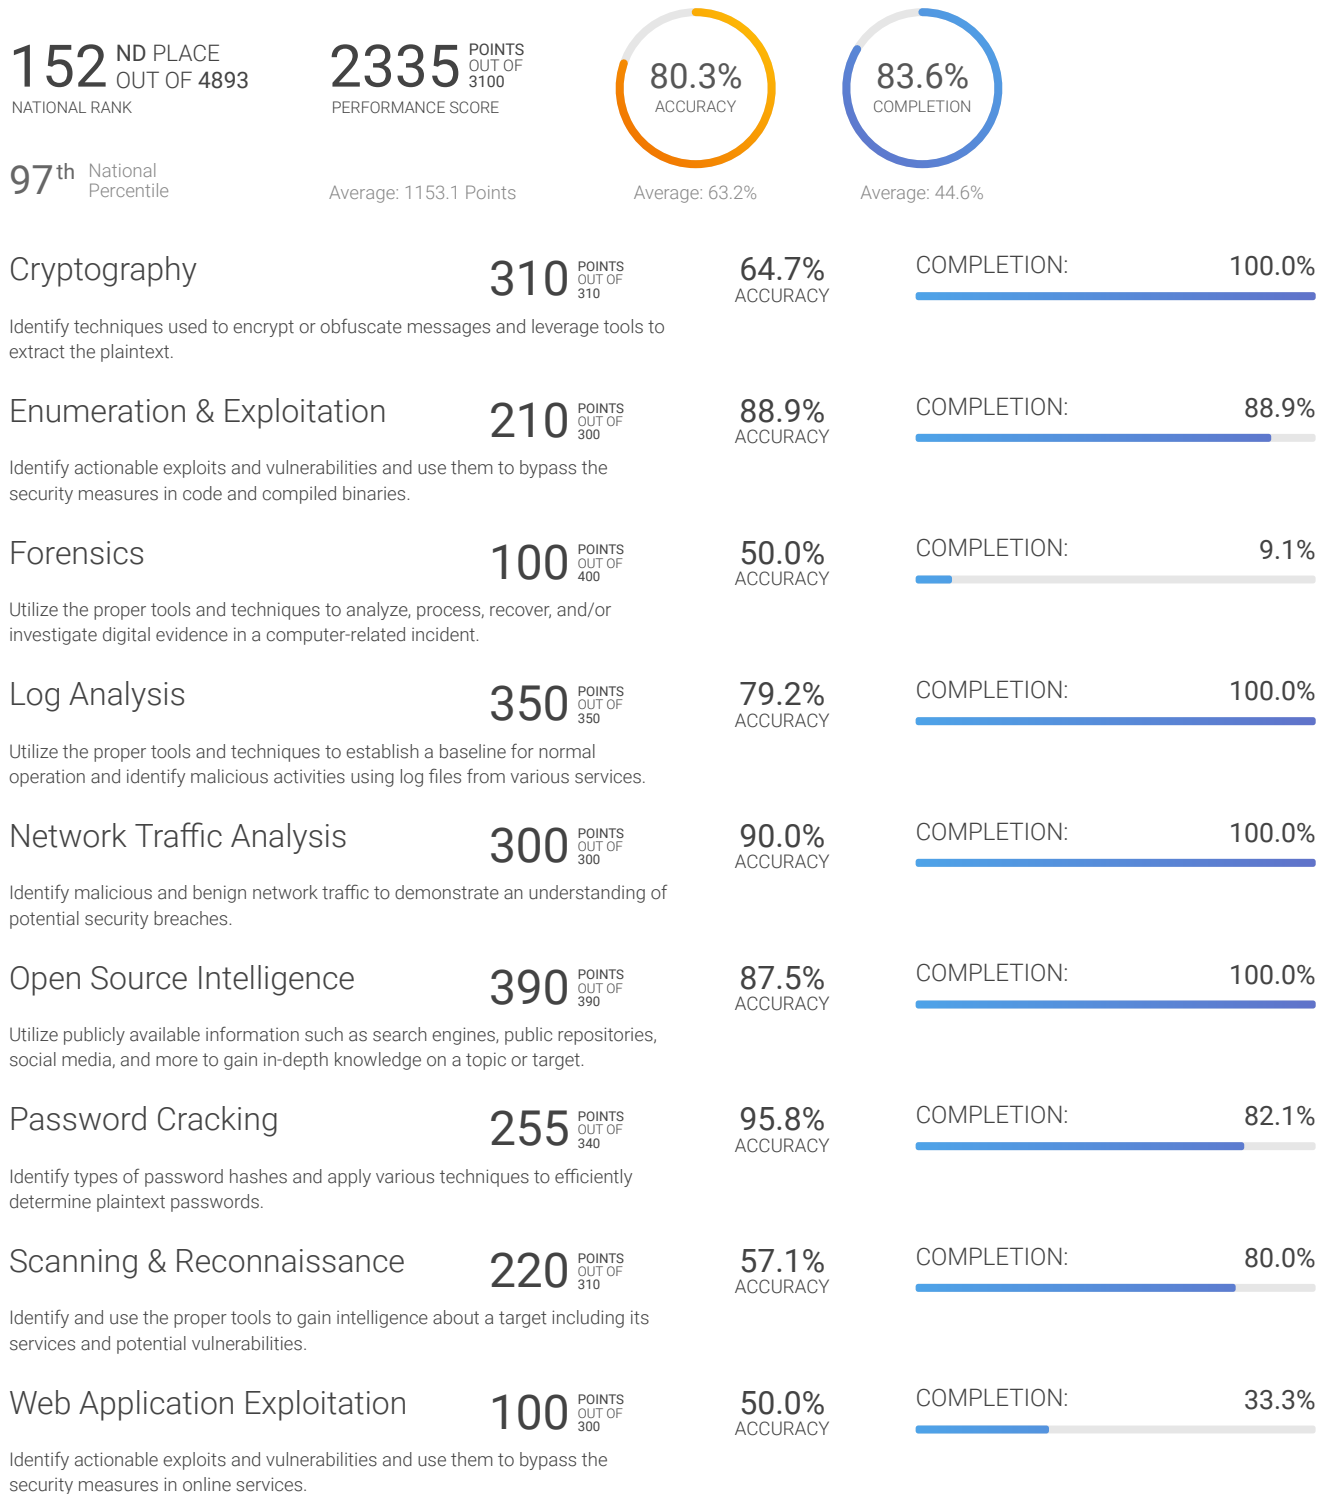 152 ND PLACE
OUT OF 4893
NATIONAL RANK
97th National
Percentile
2335 POINTS
OUT OF
3100
PERFORMANCE SCORE
Average: 1153.1 Points
80.3%
ACCURACY
Average: 63.2%
83.6%
COMPLETION
Average: 44.6%
Cryptography
310 POINTS
OUT OF
310
64.7%
ACCURACY
COMPLETION: 100.0%
Identify techniques used to encrypt or obfuscate messages and leverage tools to
extract the plaintext.
Enumeration & Exploitation
210 POINTS
OUT OF
300
88.9%
ACCURACY
COMPLETION: 88.9%
Identify actionable exploits and vulnerabilities and use them to bypass the
security measures in code and compiled binaries.
Forensics
100 POINTS
OUT OF
400
50.0%
ACCURACY
COMPLETION: 9.1%
Utilize the proper tools and techniques to analyze, process, recover, and/or
investigate digital evidence in a computer-related incident.
Log Analysis
350 POINTS
OUT OF
350
79.2%
ACCURACY
COMPLETION: 100.0%
Utilize the proper tools and techniques to establish a baseline for normal
operation and identify malicious activities using log files from various services.
Network Traffic Analysis
300 POINTS
OUT OF
300
90.0%
ACCURACY
COMPLETION: 100.0%
Identify malicious and benign network traffic to demonstrate an understanding of
potential security breaches.
Open Source Intelligence
390 POINTS
OUT OF
390
87.5%
ACCURACY
COMPLETION: 100.0%
Utilize publicly available information such as search engines, public repositories,
social media, and more to gain in-depth knowledge on a topic or target.
Password Cracking
255 POINTS
OUT OF
340
95.8%
ACCURACY
COMPLETION: 82.1%
Identify types of password hashes and apply various techniques to efficiently
determine plaintext passwords.
Scanning & Reconnaissance
220 POINTS
OUT OF
310
57.1%
ACCURACY
COMPLETION: 80.0%
Identify and use the proper tools to gain intelligence about a target including its
services and potential vulnerabilities.
Web Application Exploitation
100 POINTS
OUT OF
300
50.0%
ACCURACY
COMPLETION: 33.3%
Identify actionable exploits and vulnerabilities and use them to bypass the
security measures in online services.